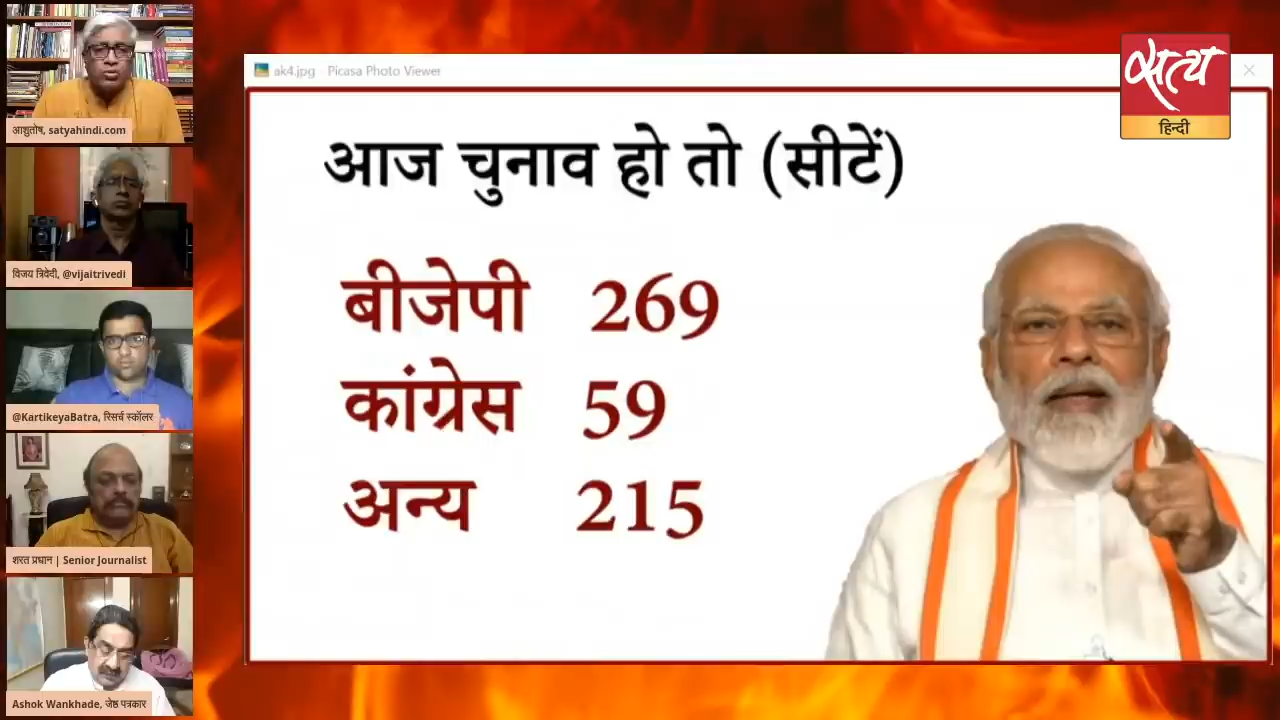 आशुतोष, satyahindi.com
विजय त्रिवेदी, @vijaitrivedi
@KartikeyaBatra, रिसर्च स्कॉलर
शरत प्रधान | Senior Journalist
Ashok Wankhade, जेष्ठ पत्रकार
ak4.jpg Picasa Photo Viewer
सत्य
हिन्दी
आज चुनाव हो तो (सीटें)
बीजेपी 269
कांग्रेस 59
अन्य 215